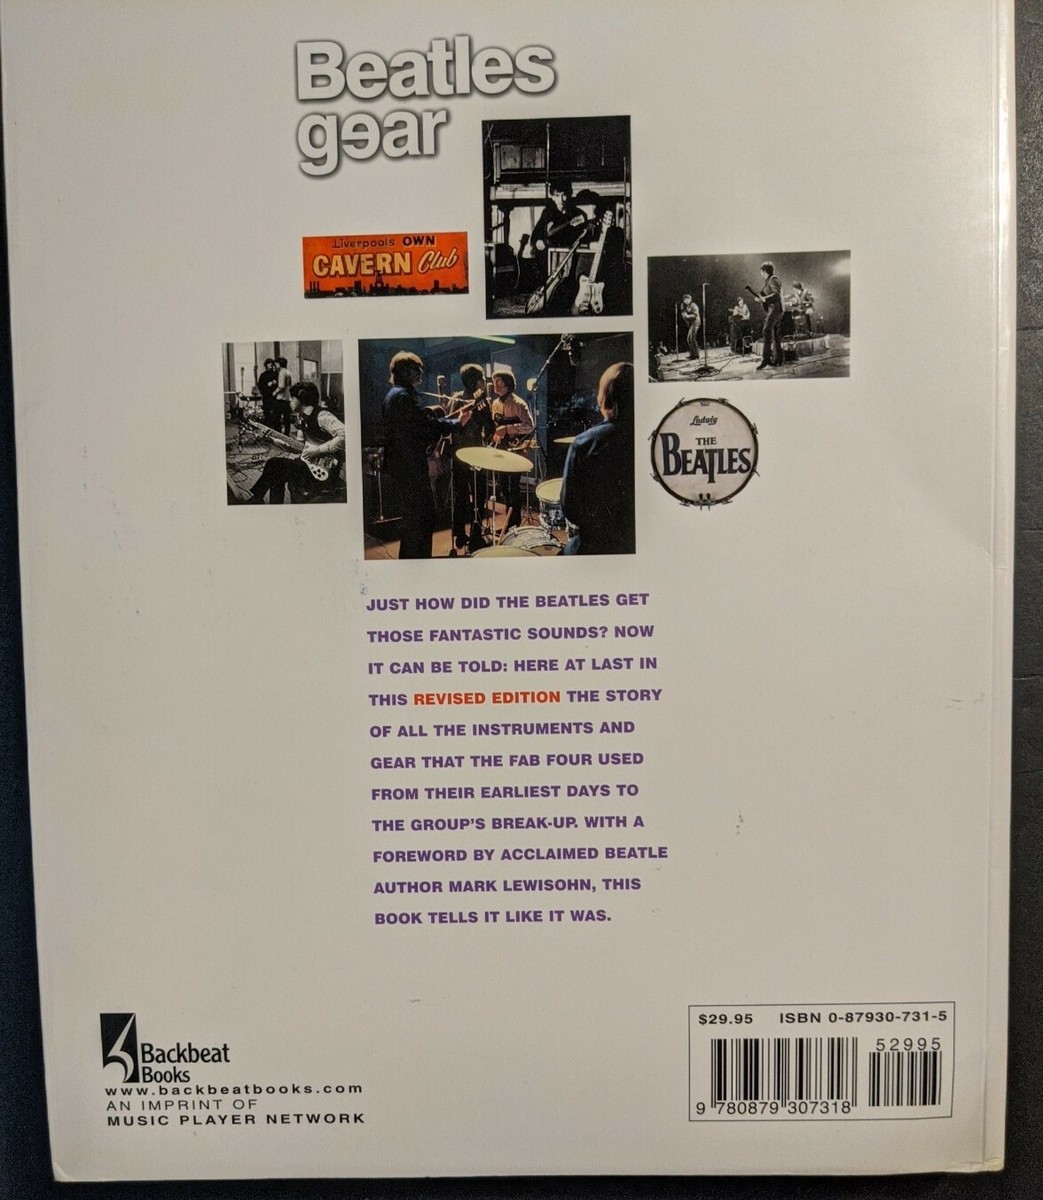 Beatles
gear
Liverpools OWN
CAVERN Club
Ludwig
THE
BEATLES
JUST HOW DID THE BEATLES GET
THOSE FANTASTIC SOUNDS? NOW
IT CAN BE TOLD: HERE AT LAST IN
THIS REVISED EDITION THE STORY
OF ALL THE INSTRUMENTS AND
GEAR THAT THE FAB FOUR USED
FROM THEIR EARLIEST DAYS TO
THE GROUP'S BREAK-UP. WITH A
FOREWORD BY ACCLAIMED BEATLE
AUTHOR MARK LEWISOHN, THIS
BOOK TELLS IT LIKE IT WAS.
Backbeat
Books
www.backbeatbooks.com
AN IMPRINT OF
MUSIC PLAYER NETWORK
$29.95 ISBN 0-87930-731-5
52995
9 780879 307318